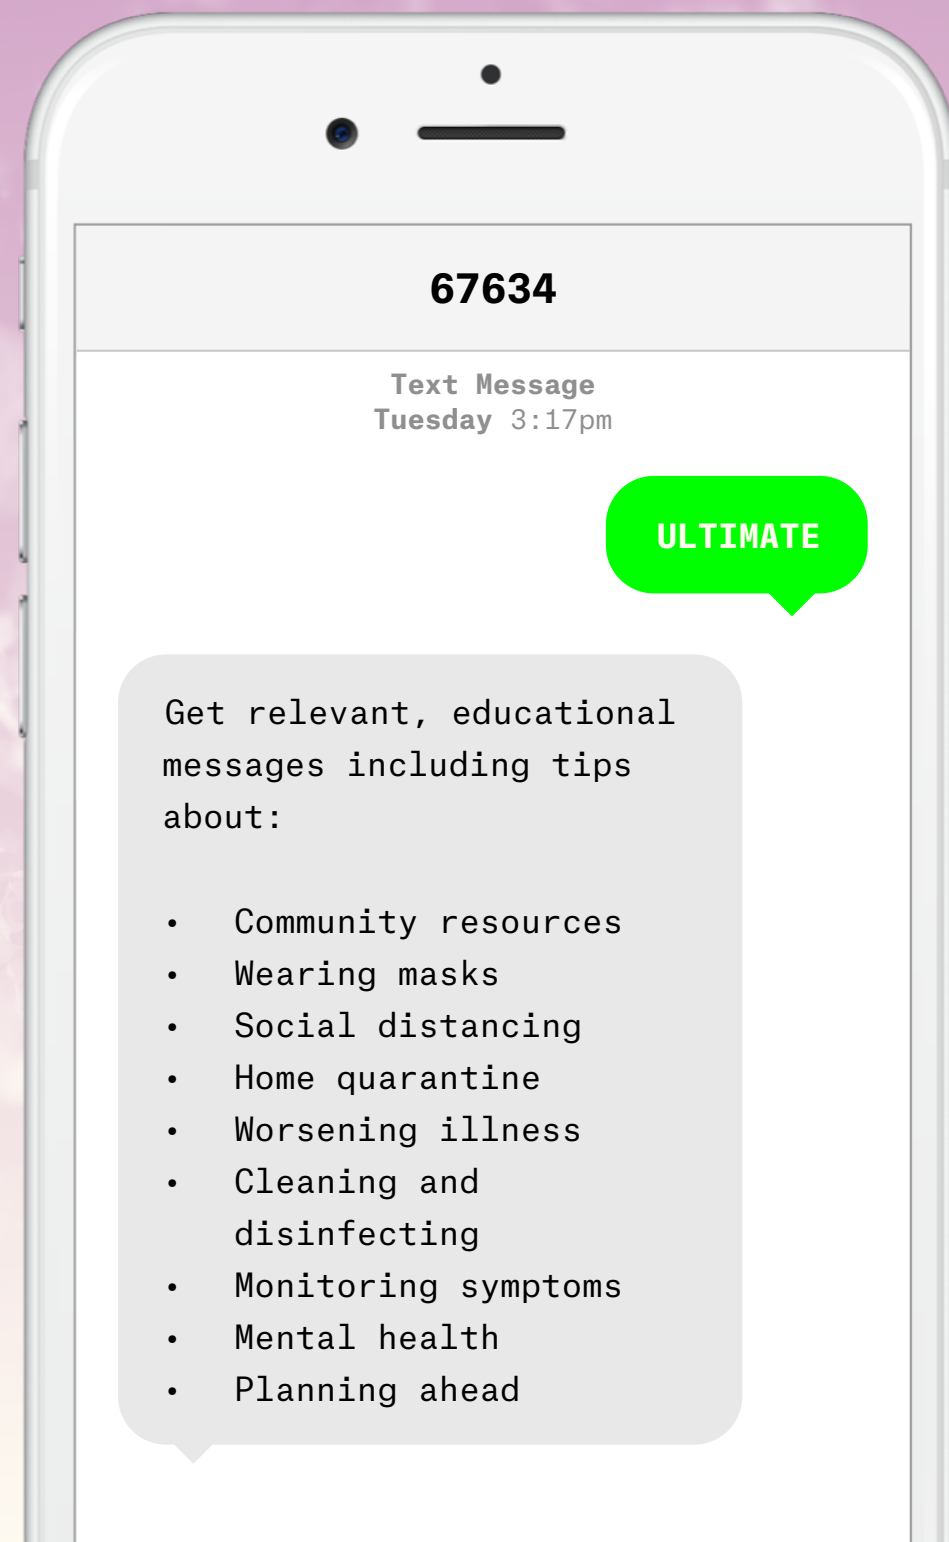 67634
Text Message
Tuesday 3:17pm
ULTIMATE
Get relevant, educational
messages including tips
about:
• Community resources
• Wearing masks
• Social distancing
• Home quarantine
• Worsening illness
• Cleaning and
disinfecting
• Monitoring symptoms
• Mental health
• Planning ahead